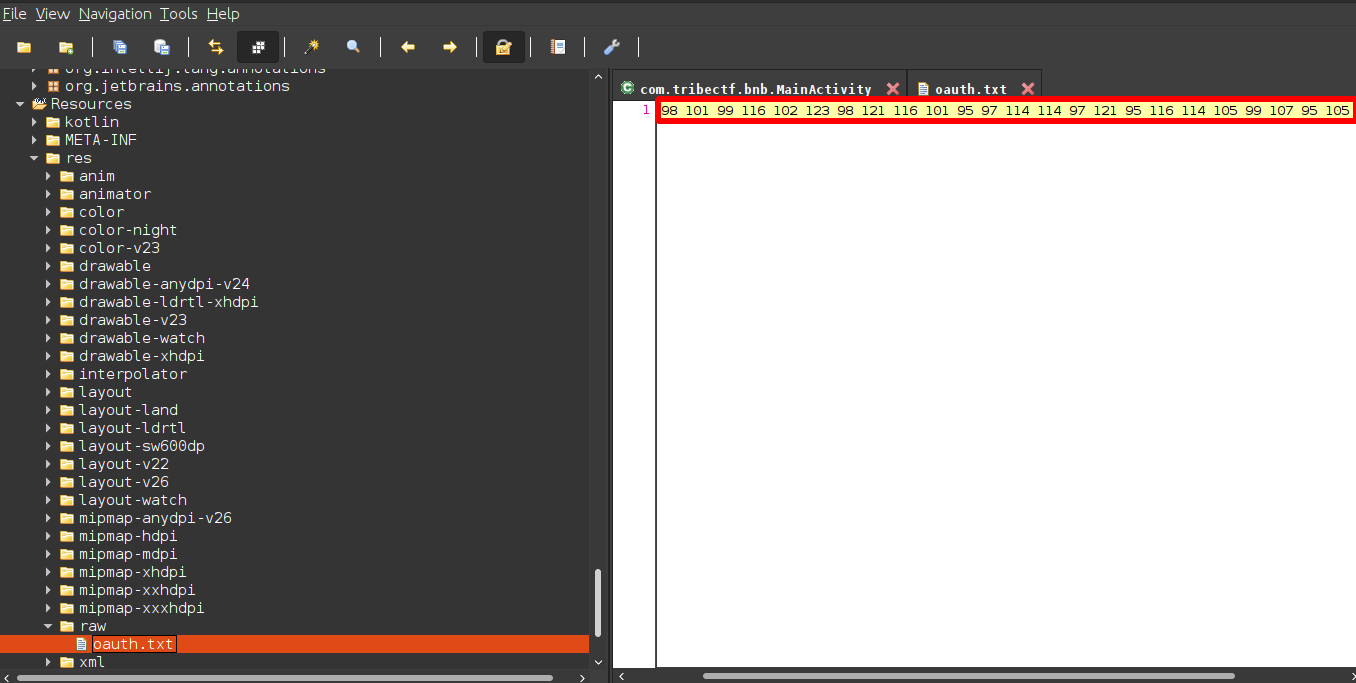 File View Navigation Tools Help
org.intellij.lang.annotations
org.jetbrains.annotations
Resources
kotlin
META-INF
res
anim
animator
color
color-night
color-v23
drawable
drawable-anydpi-v24
drawable-ldrtl-xhdpi
drawable-v23
drawable-watch
drawable-xhdpi
interpolator
layout
layout-land
layout-ldrtl
layout-sw600dp
layout-v22
layout-v26
layout-watch
mipmap-anydpi-v26
mipmap-hdpi
mipmap-mdpi
mipmap-xhdpi
mipmap-xxhdpi
mipmap-xxxhdpi
raw
oauth.txt
xml
com.tribectf.bnb.MainActivity oauth.txt
1 98 101 99 116 102 123 98 121 116 101 95 97 114 114 97 121 95 116 114 105 99 107 95 105